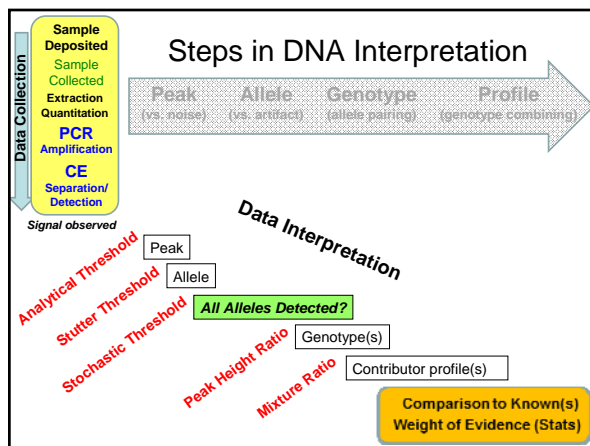 Steps in DNA Interpretation
Data Collection
Sample
Deposited
Sample
Collected
Extraction
Quantitation
PCR
Amplification
CE
Separation/
Detection
Signal observed
Peak
(vs. noise)
Allele
(vs. artifact)
Genotype
(allele pairing)
Profile
(genotype combining)
Data Interpretation
Analytical Threshold
Peak
Stutter Threshold
Allele
Stochastic Threshold
All Alleles Detected?
Peak Height Ratio
Genotype(s)
Mixture Ratio
Contributor profile(s)
Comparison to Known(s)
Weight of Evidence (Stats)